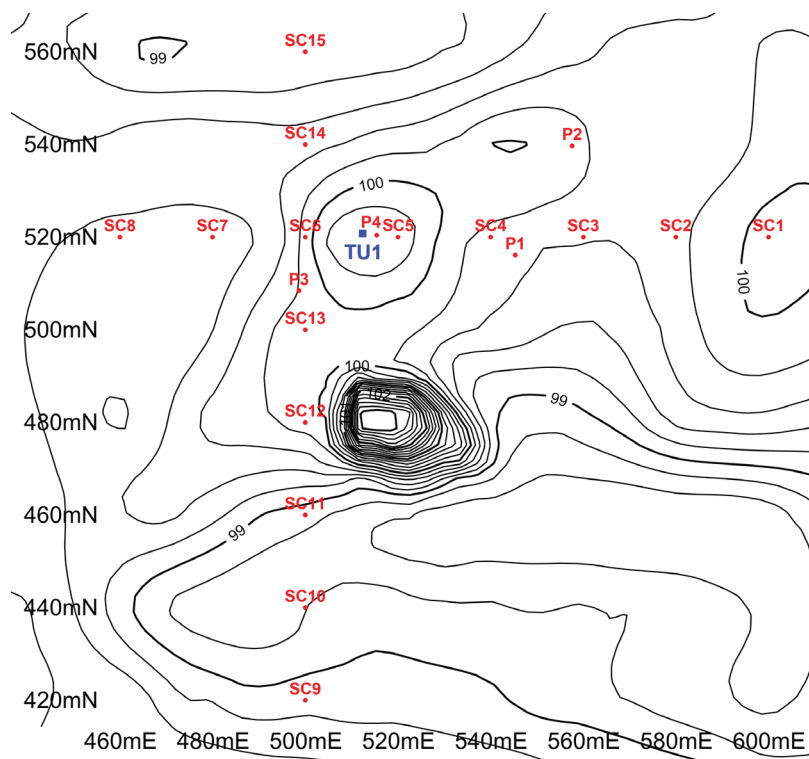 560mN
99
SC15
540mN
SC14
P2
100
520mN
SC8
SC7
SC6
P4
SC5
SC4
SC3
SC2
SC1
TU1
P1
100
P3
500mN
SC13
100
102
480mN
SC12
99
460mN
SC11
99
440mN
SC10
420mN
SC9
460mE 480mE 500mE 520mE 540mE 560mE 580mE 600mE